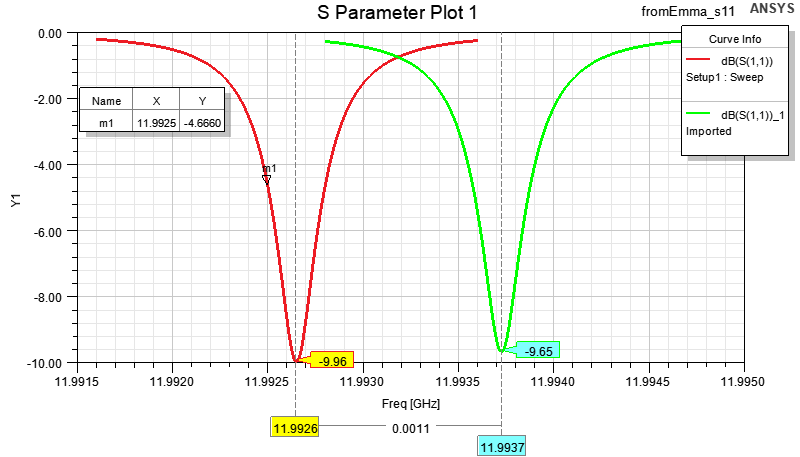 S Parameter Plot 1
fromEmma_s11
ANSYS
Curve Info
dB(S(1,1))
Setup1 : Sweep
dB(S(1,1))_1
Imported
Name X Y
m1 11.9925 -4.6660
m1
Y1
0.00
-2.00
-4.00
-6.00
-8.00
-10.00
-9.96
-9.65
11.9915 11.9920 11.9925 11.9930 11.9935 11.9940 11.9945 11.9950
Freq [GHz]
11.9926
0.0011
11.9937